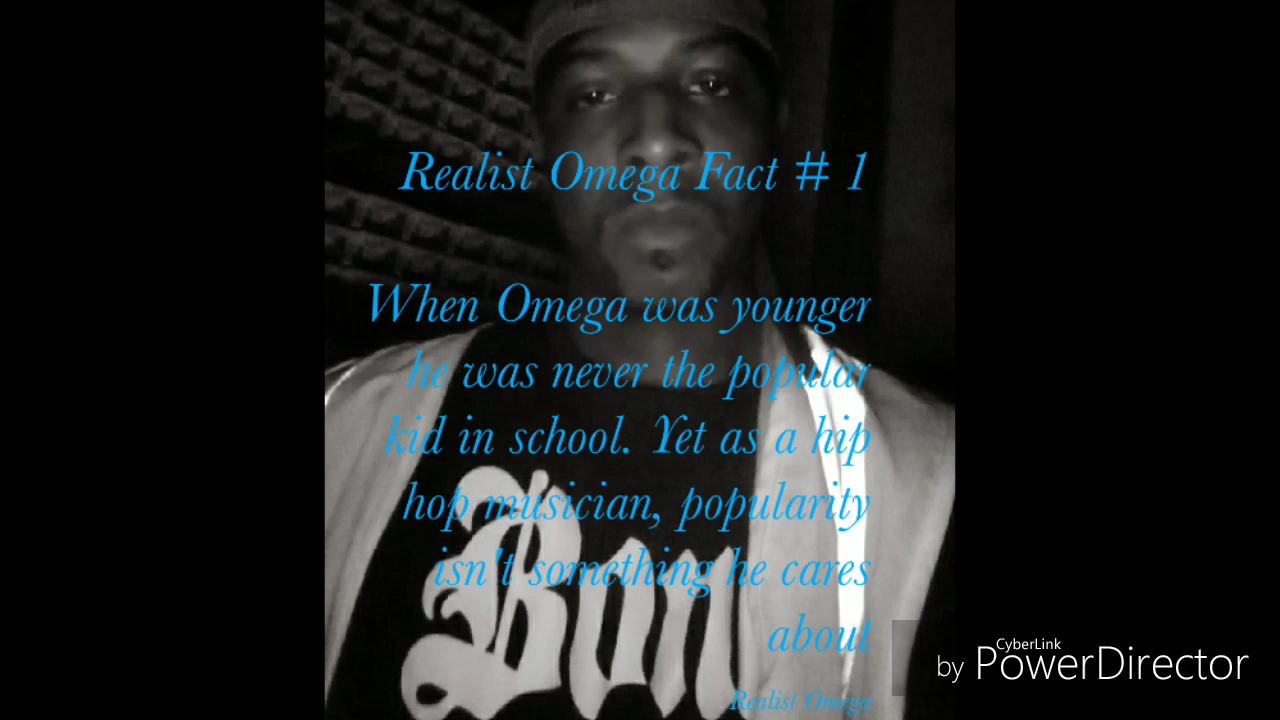 Realist Omega Fact # 1
When Omega was younger
he was never the popular
kid in school. Yet as a hip
hop musician, popularity
isn't something he cares
about
Realist Omega
Bon
CyberLink
by PowerDirector